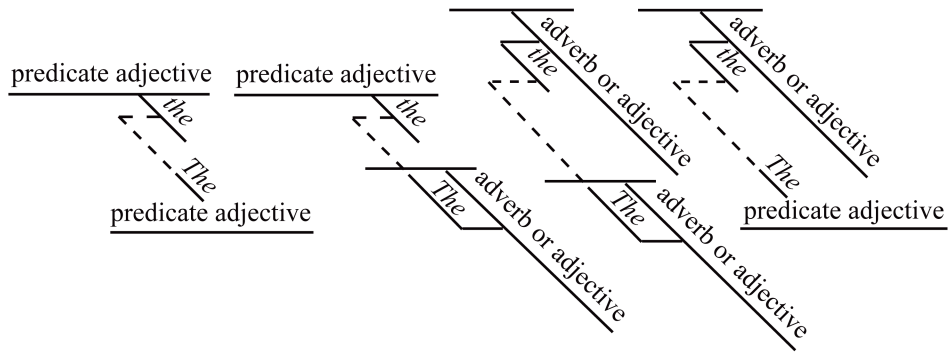 predicate adjective
the
The
predicate adjective
predicate adjective
the
The
adverb or adjective
the
adverb or adjective
The
adverb or adjective
the
adverb or adjective
The
predicate adjective